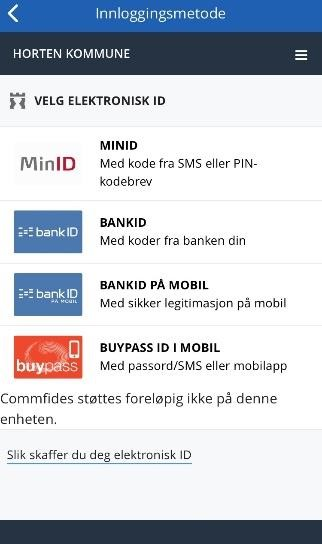 Innloggingsmetode
HORTEN KOMMUNE
VELG ELEKTRONISK ID
MinID
MINID
Med kode fra SMS eller PIN-
kodebrev
bankID
BANKID
Med koder fra banken din
bankID
PÅ MOBIL
BANKID PÅ MOBIL
Med sikker legitimasjon på mobil
buypass
BUYPASS ID I MOBIL
Med passord/SMS eller mobilapp
Commfides støttes foreløpig ikke på denne
enheten.
Slik skaffer du deg elektronisk ID